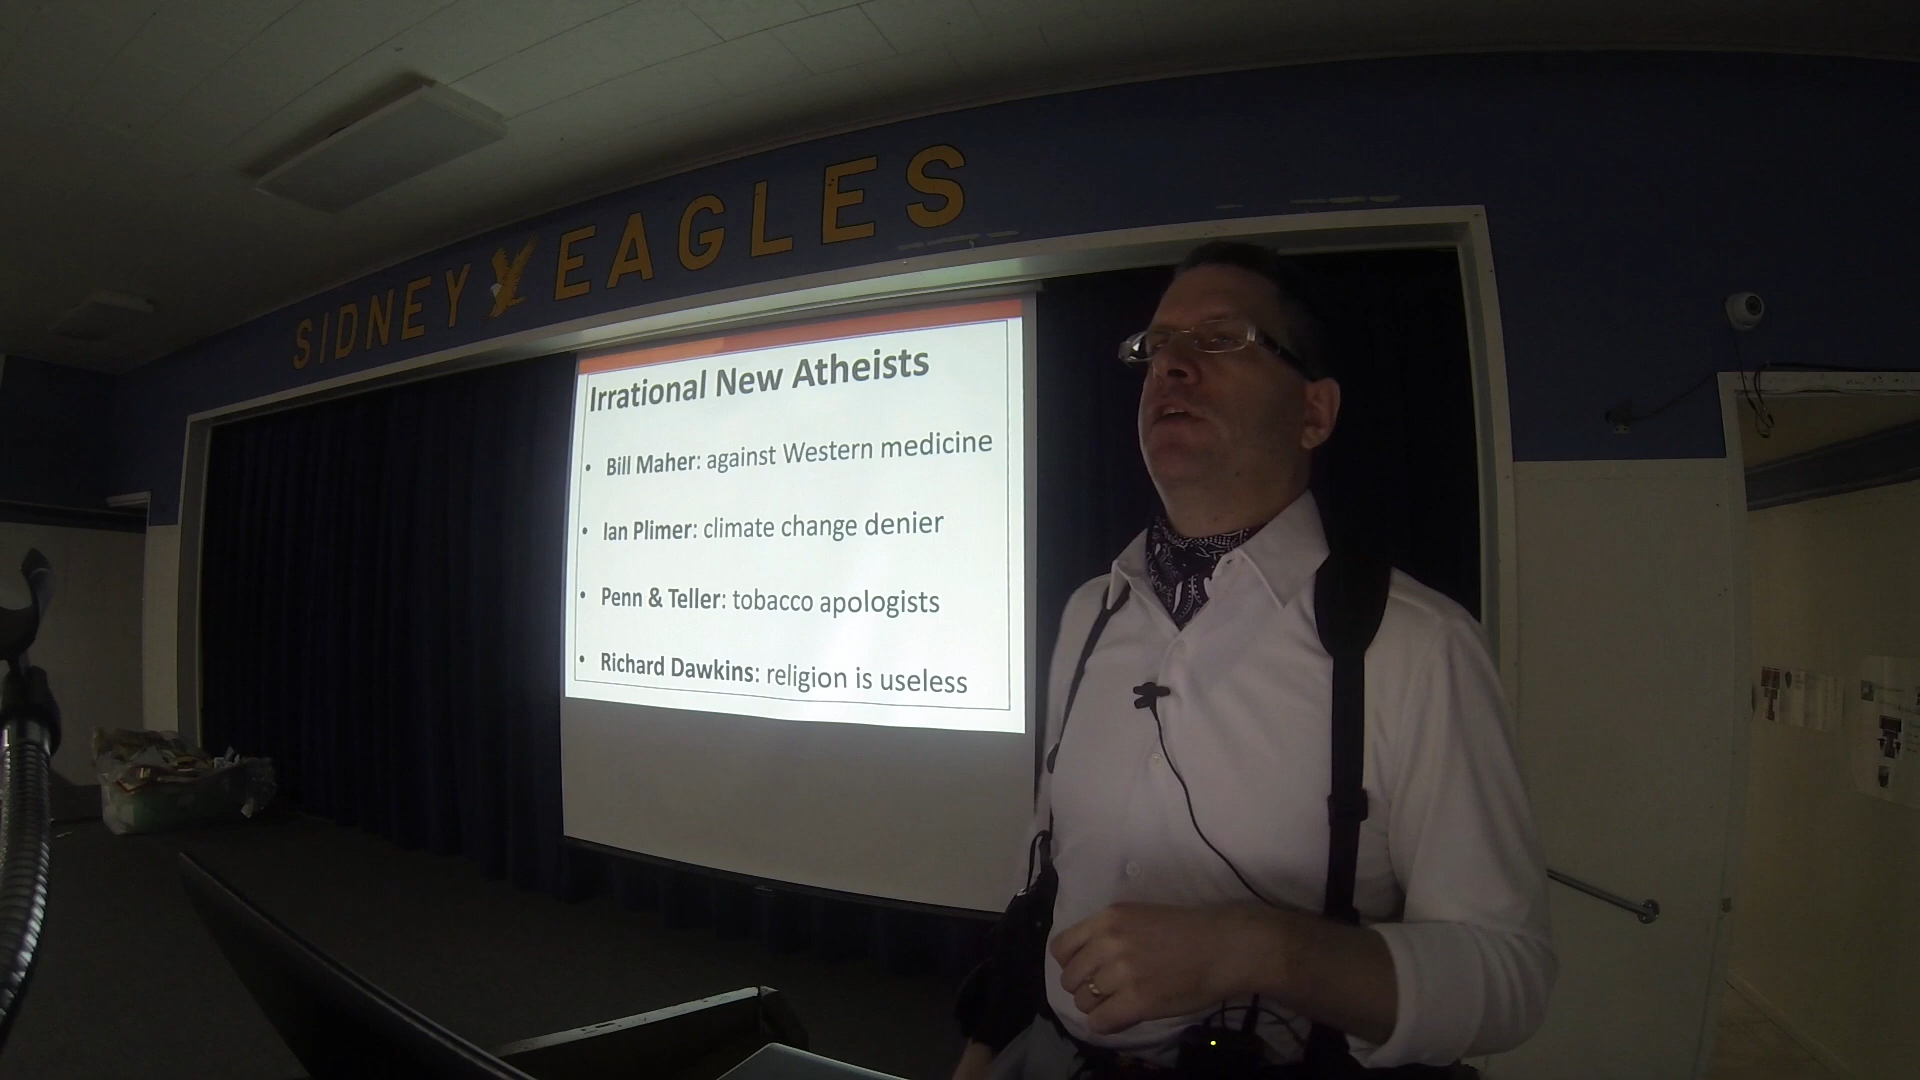 SIDNEY EAGLES
Irrational New Atheists
• Bill Maher: against Western medicine
• Ian Plimer: climate change denier
• Penn & Teller: tobacco apologists
• Richard Dawkins: religion is useless